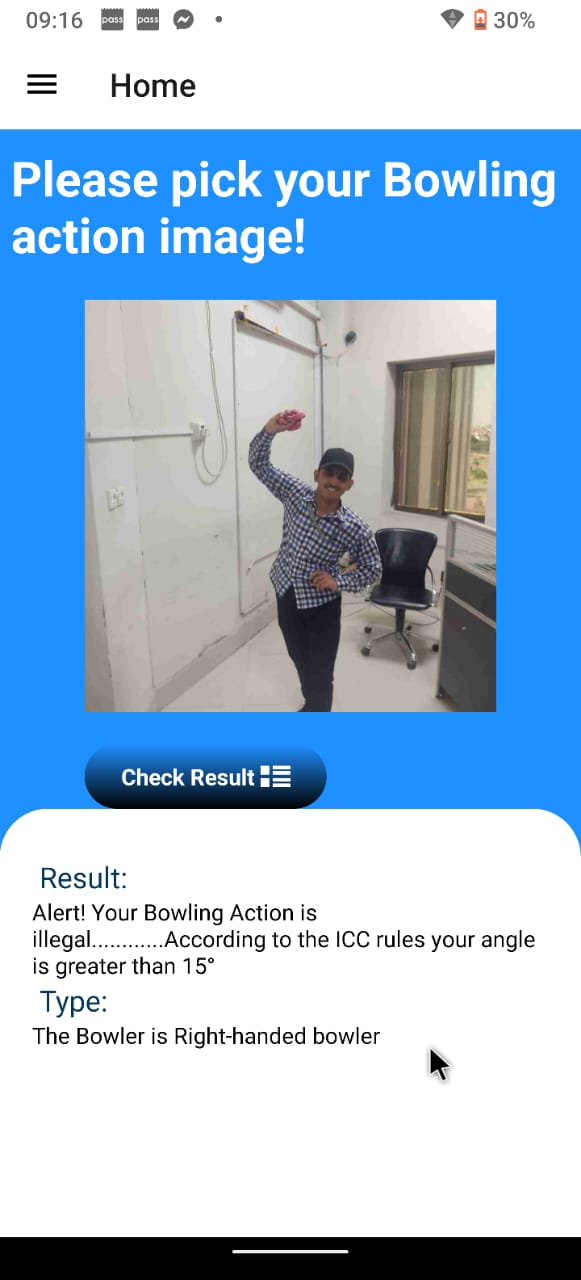 09:16 pass pass 30%
Home
Please pick your Bowling
action image!
Check Result
Result:
Alert! Your Bowling Action is
illegal............According to the ICC rules your angle
is greater than 15°
Type:
The Bowler is Right-handed bowler